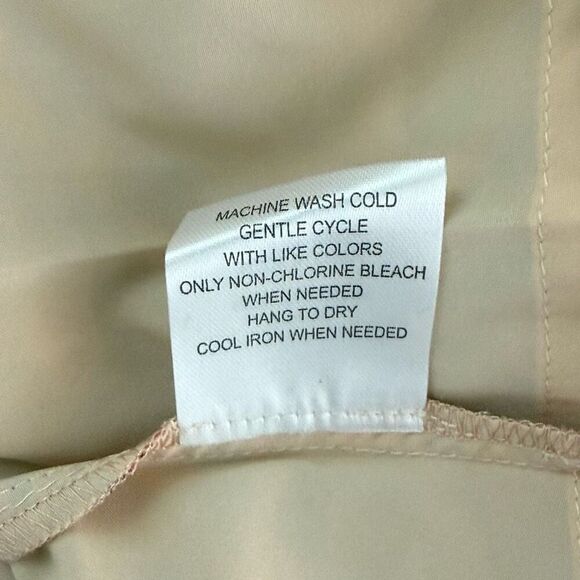 MACHINE WASH COLD
GENTLE CYCLE
WITH LIKE COLORS
ONLY NON-CHLORINE BLEACH
WHEN NEEDED
HANG TO DRY
COOL IRON WHEN NEEDED